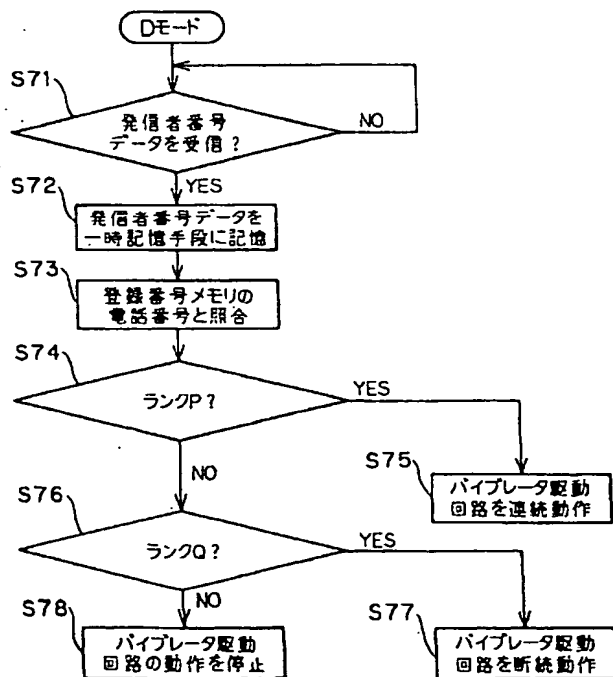 Dモード
S71
発信者番号
データを受信?
NO
YES
S72
発信者番号データを
一時記憶手段に記憶
S73
登録番号メモリの
電話番号と照合
S74
ランクP?
YES
NO
S75
バイブレータ駆動
回路を連続動作
S76
ランクQ?
YES
NO
S78
バイブレータ駆動
回路の動作を停止
S77
バイブレータ駆動
回路を断続動作